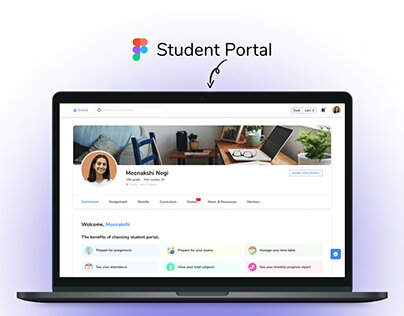 Student Portal
Meenakshi Negi
Dashboard Assignment Results Curriculum Exams News & Resources Mentors
Welcome, Meenakshi
The benefits of choosing student portal.
Prepare for assignment Prepare for your exams Manage your time table
See your attendance View your total subjects See your monthly progress report